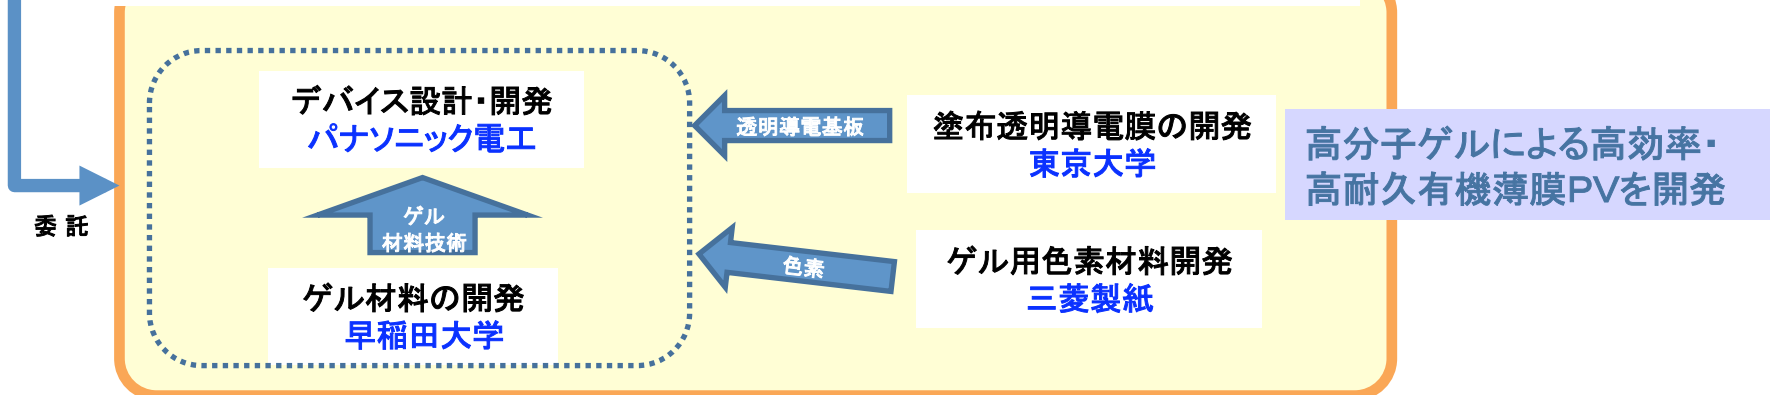 デバイス設計・開発
パナソニック電工
ゲル
材料技術
ゲル材料の開発
早稲田大学
透明導電基板
塗布透明導電膜の開発
東京大学
色素
ゲル用色素材料開発
三菱製紙
高分子ゲルによる高効率・
高耐久有機薄膜PVを開発
委託